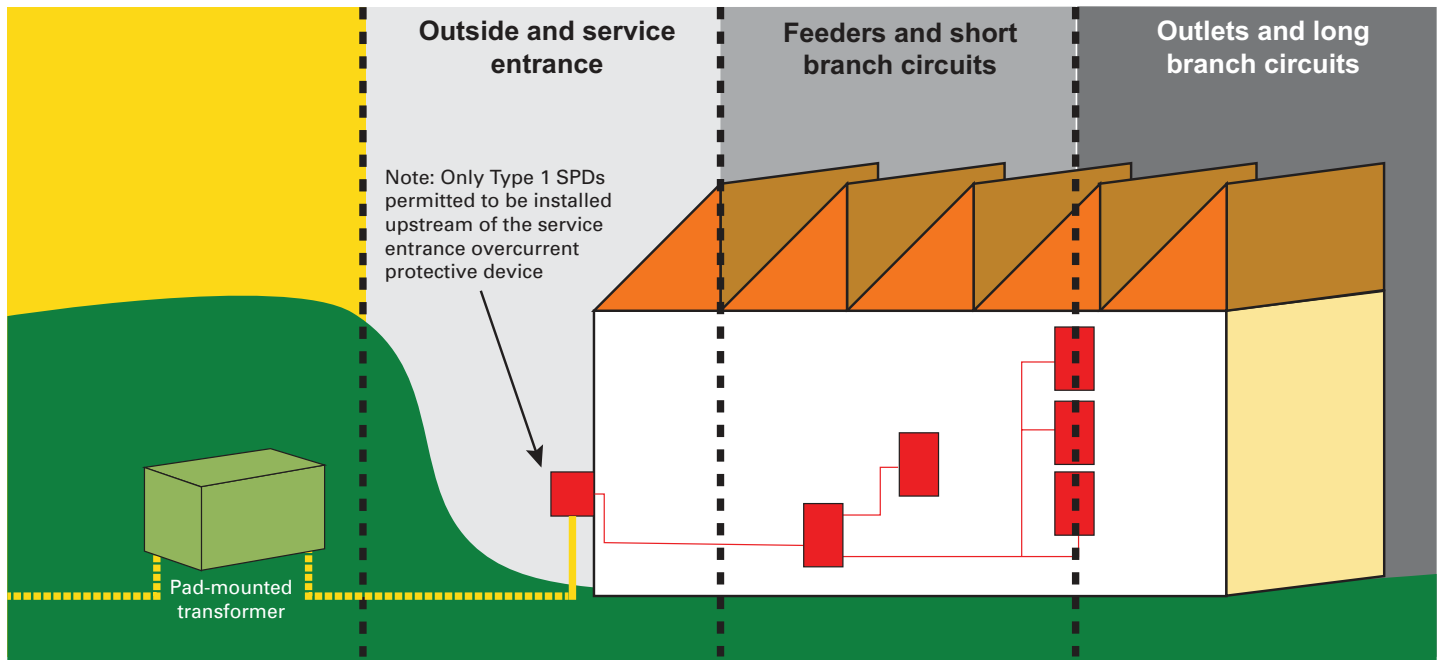 Outside and service
entrance
Feeders and short
branch circuits
Outlets and long
branch circuits
Note: Only Type 1 SPDs
permitted to be installed
upstream of the service
entrance overcurrent
protective device
Pad-mounted
transformer